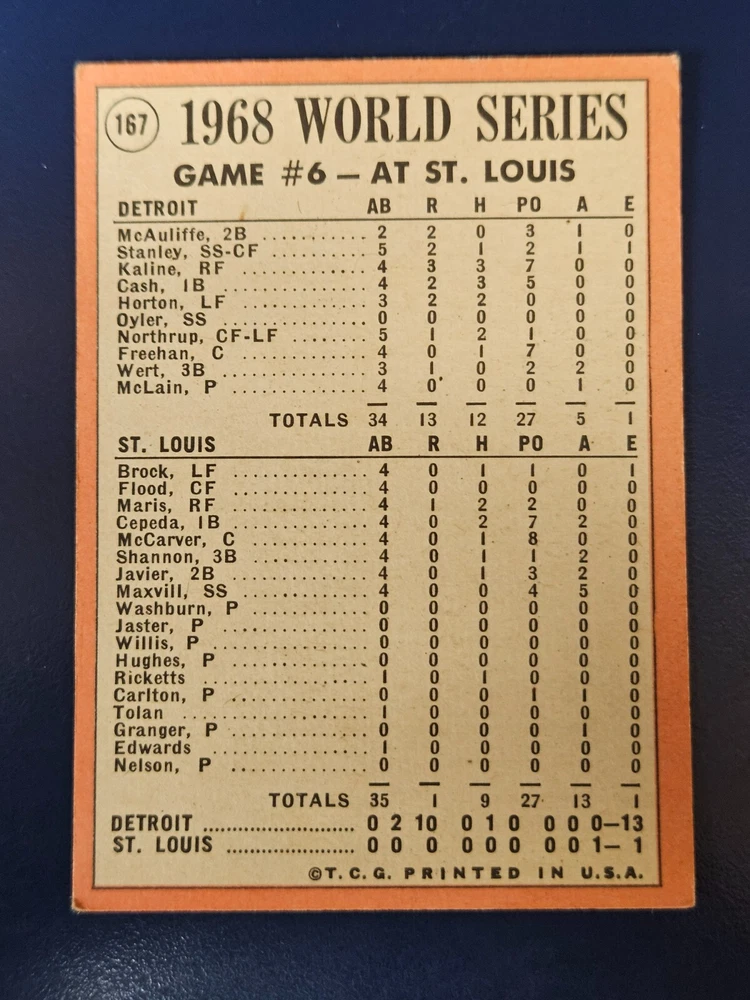 167 1968 WORLD SERIES
GAME #6 — AT ST. LOUIS
DETROIT AB R H PO A E
McAuliffe, 2B ........... 2 2 0 3 1 0
Stanley, SS-CF .......... 5 2 1 2 1 1
Kaline, RF .............. 4 3 3 7 0 0
Cash, 1B ................ 4 2 3 5 0 0
Horton, LF .............. 3 2 2 0 0 0
Oyler, SS ............... 0 0 0 0 0 0
Northrup, CF-LF ........ 5 1 2 1 0 0
Freehan, C .............. 4 0 1 7 0 0
Wert, 3B ................ 3 1 0 2 2 0
McLain, P ............... 4 0 0 0 1 0
TOTALS 34 13 12 27 5 1
ST. LOUIS AB R H PO A E
Brock, LF ............... 4 0 1 1 0 1
Flood, CF ............... 4 0 0 0 0 0
Maris, RF ............... 4 1 2 2 0 0
Cepeda, 1B .............. 4 0 2 7 2 0
McCarver, C ............ 4 0 1 8 0 0
Shannon, 3B ............ 4 0 1 1 2 0
Javier, 2B .............. 4 0 1 3 2 0
Maxvill, SS ............. 4 0 0 4 5 0
Washburn, P ............ 0 0 0 0 0 0
Jaster, P ............... 0 0 0 0 0 0
Willis, P ............... 0 0 0 0 0 0
Hughes, P ............... 0 0 0 0 0 0
Ricketts ................ 1 0 1 0 0 0
Carlton, P .............. 0 0 0 1 1 0
Tolan ................... 1 0 0 0 0 0
Granger, P .............. 0 0 0 0 1 0
Edwards ................. 1 0 0 0 0 0
Nelson, P ............... 0 0 0 0 0 0
TOTALS 35 1 9 27 13 1
DETROIT ........................ 0 2 10 0 1 0 0 0 0—13
ST. LOUIS ..................... 0 0 0 0 0 0 0 0 1— 1
©T. C. G. PRINTED IN U.S.A.